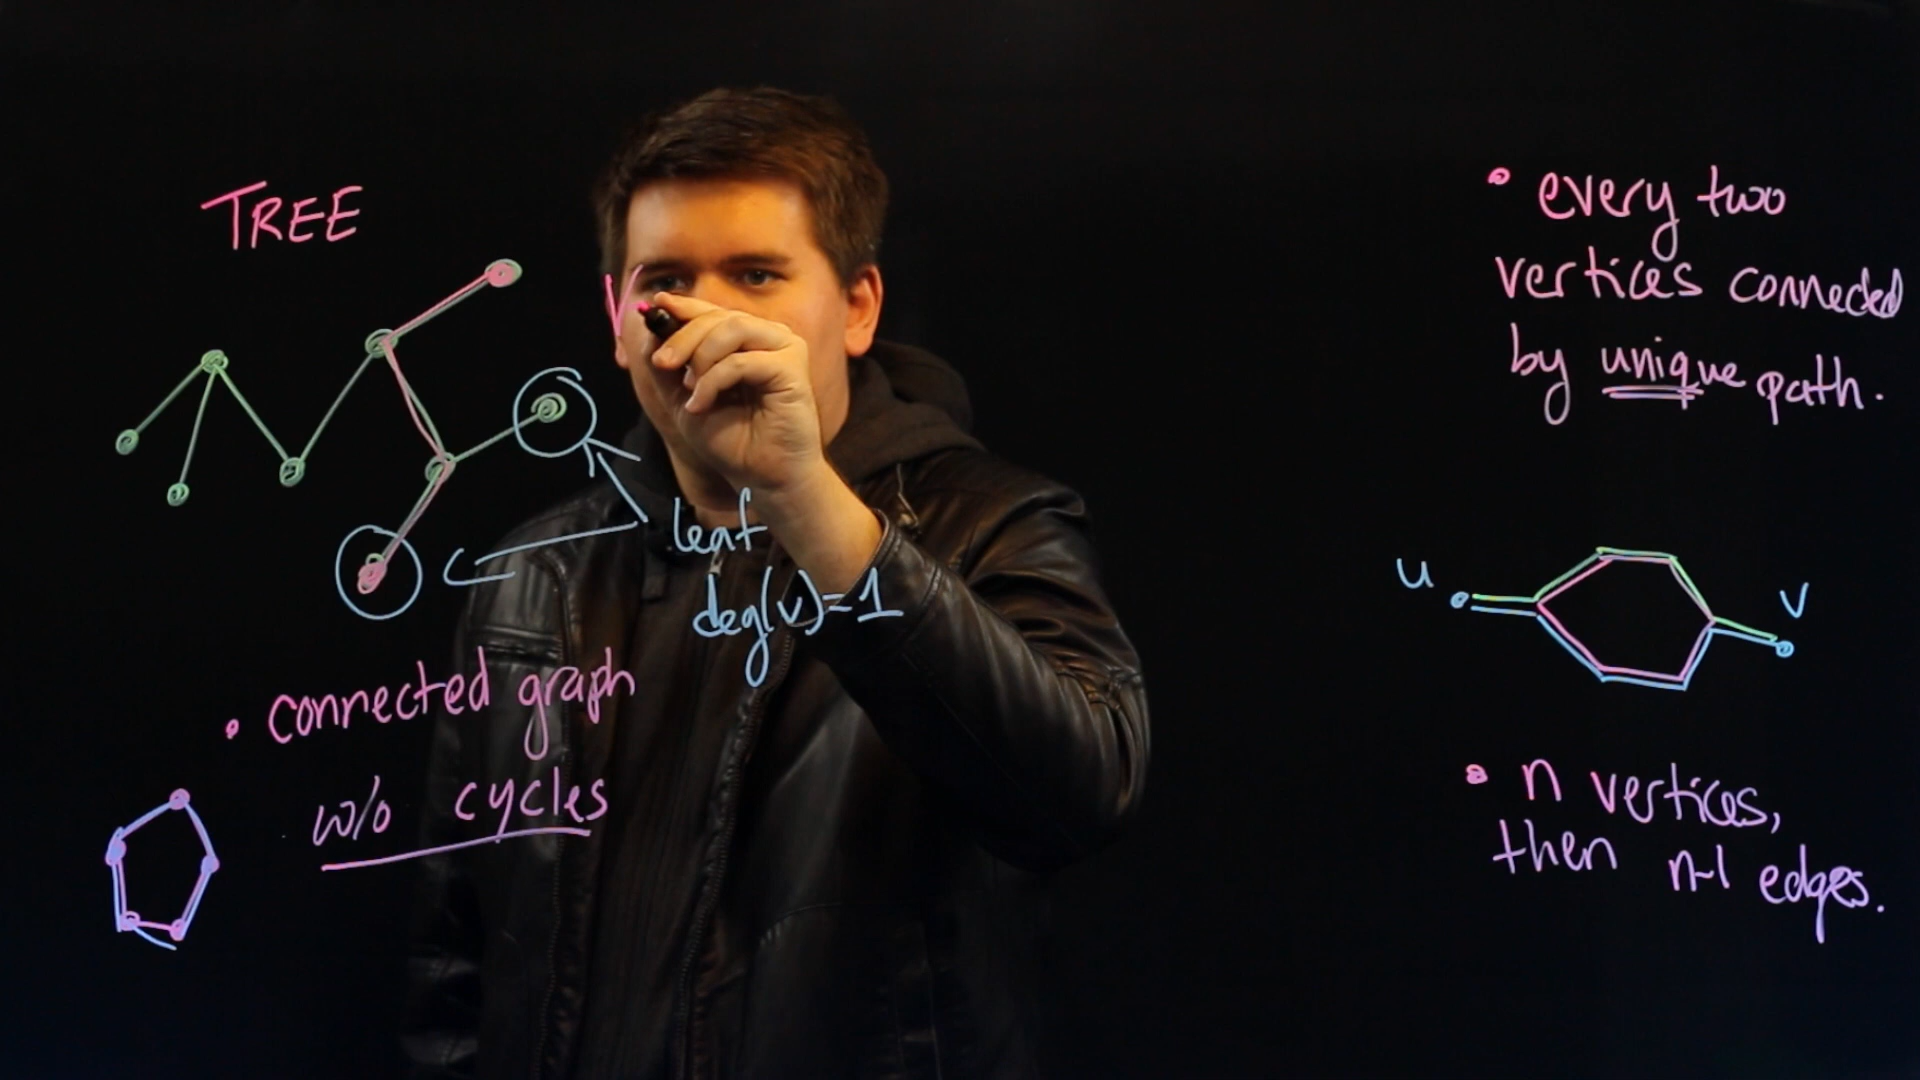 TREE
V
leaf
deg(v)=1
• connected graph
w/o cycles
• every two
vertices connected
by unique path.
u
v
• n vertices,
then n-1 edges.